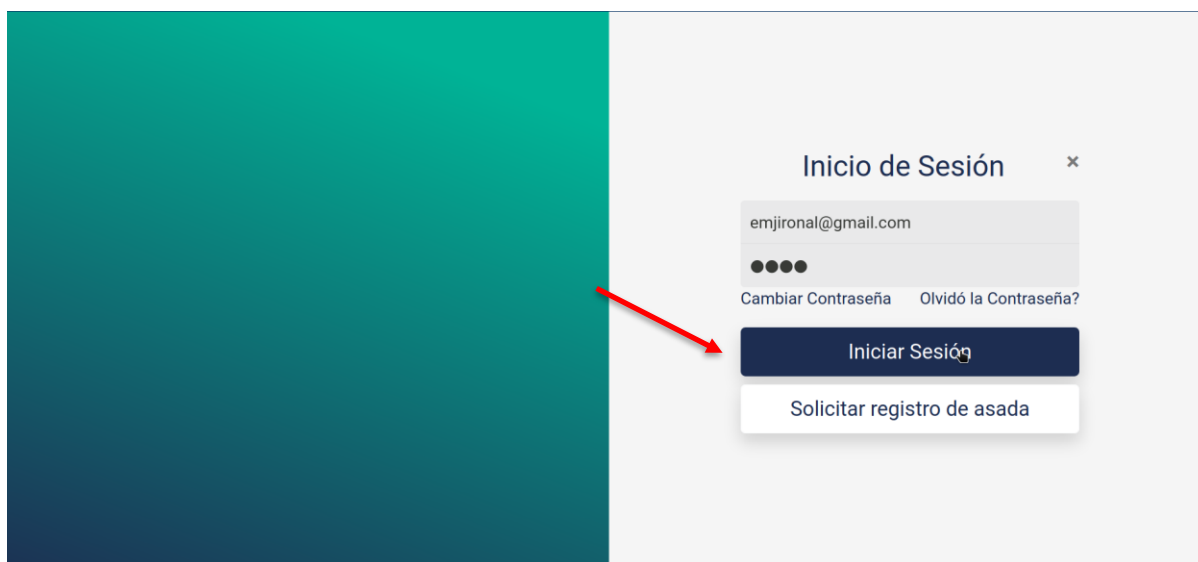 Inicio de Sesión ×
emjironal@gmail.com
●●●●
Cambiar Contraseña Olvidó la Contraseña?
Iniciar Sesión
Solicitar registro de asada